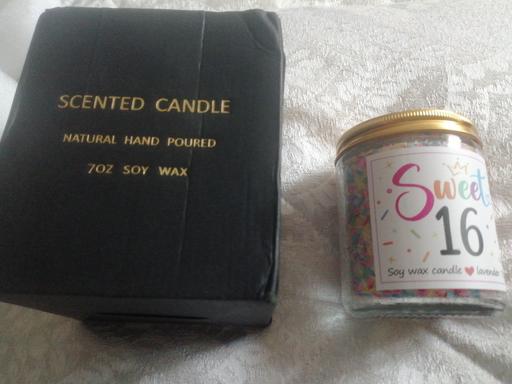 SCENTED CANDLE
NATURAL HAND POURED
7OZ SOY WAX
Sweet
16
Soy wax candle ❤ lavender